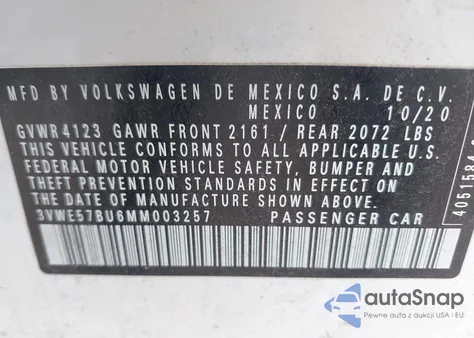 MFD BY VOLKSWAGEN DE MEXICO S.A. DE C.V.
MEXICO 10/20
GVWR 4123 GAWR FRONT 2161 / REAR 2072 LBS
THIS VEHICLE CONFORMS TO ALL APPLICABLE U.S.
FEDERAL MOTOR VEHICLE SAFETY, BUMPER AND
THEFT PREVENTION STANDARDS IN EFFECT ON THE
DATE OF MANUFACTURE SHOWN ABOVE.
3VWE57BU6MM003257 PASSENGER CAR
405158
autoSnap
Pewne z aukcji USA i EU